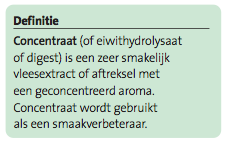 Definitie
Concentraat (of eiwithydrolysaat
of digest) is een zeer smakelijk
vleesextract of aftreksel met
een geconcentreerd aroma.
Concentraat wordt gebruikt
als een smaakverbeteraar.